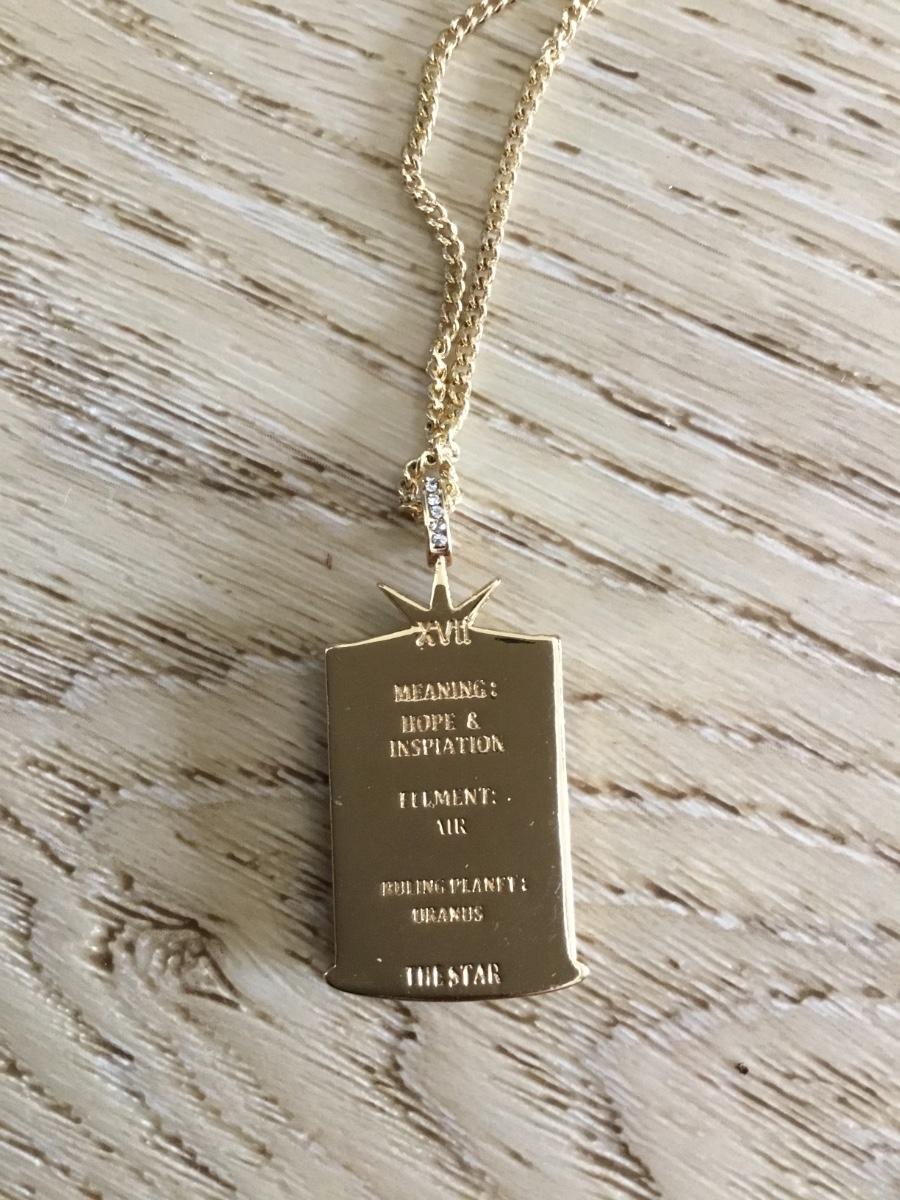 XVII
MEANING:
HOPE &
INSPIATION
ELEMENT:
AIR
RULING PLANET:
URANUS
THE STAR